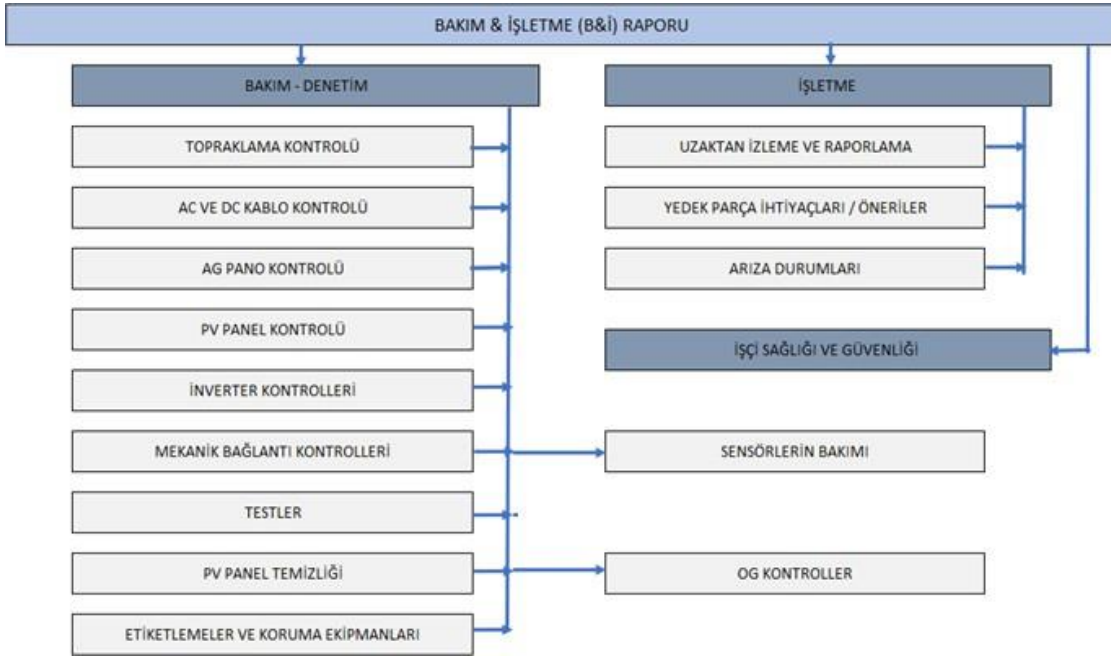 BAKIM & İŞLETME (B&İ) RAPORU
BAKIM - DENETİM
TOPRAKLAMA KONTROLÜ
AC VE DC KABLO KONTROLÜ
AG PANO KONTROLÜ
PV PANEL KONTROLÜ
İNVERTER KONTROLLERİ
MEKANİK BAĞLANTI KONTROLLERİ
TESTLER
PV PANEL TEMİZLİĞİ
ETİKETLEMELER VE KORUMA EKİPMANLARI
İŞLETME
UZAKTAN İZLEME VE RAPORLAMA
YEDEK PARÇA İHTİYAÇLARI / ÖNERİLER
ARIZA DURUMLARI
İŞÇİ SAĞLIĞI VE GÜVENLİĞİ
SENSÖRLERİN BAKIMI
OG KONTROLLER